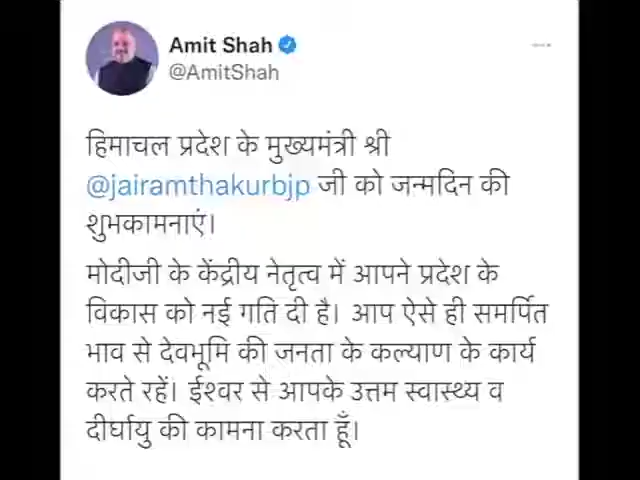 Amit Shah
@AmitShah
हिमाचल प्रदेश के मुख्यमंत्री श्री
@jairamthakurbjp जी को जन्मदिन की
शुभकामनाएं।
मोदीजी के केंद्रीय नेतृत्व में आपने प्रदेश के
विकास को नई गति दी है। आप ऐसे ही समर्पित
भाव से देवभूमि की जनता के कल्याण के कार्य
करते रहें। ईश्वर से आपके उत्तम स्वास्थ्य व
दीर्घायु की कामना करता हूँ।